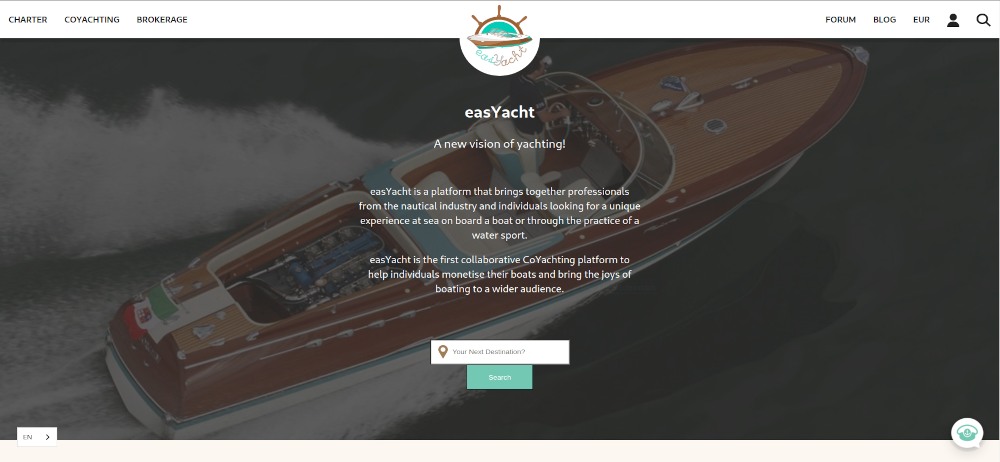 CHARTER COYACHTING BROKERAGE
easYacht
FORUM BLOG EUR
easYacht
A new vision of yachting!
easYacht is a platform that brings together professionals
from the nautical industry and individuals looking for a unique
experience at sea on board a boat or through the practice of a
water sport.
easYacht is the first collaborative CoYachting platform to
help individuals monetise their boats and bring the joys of
boating to a wider audience.
Your Next Destination?
Search
EN